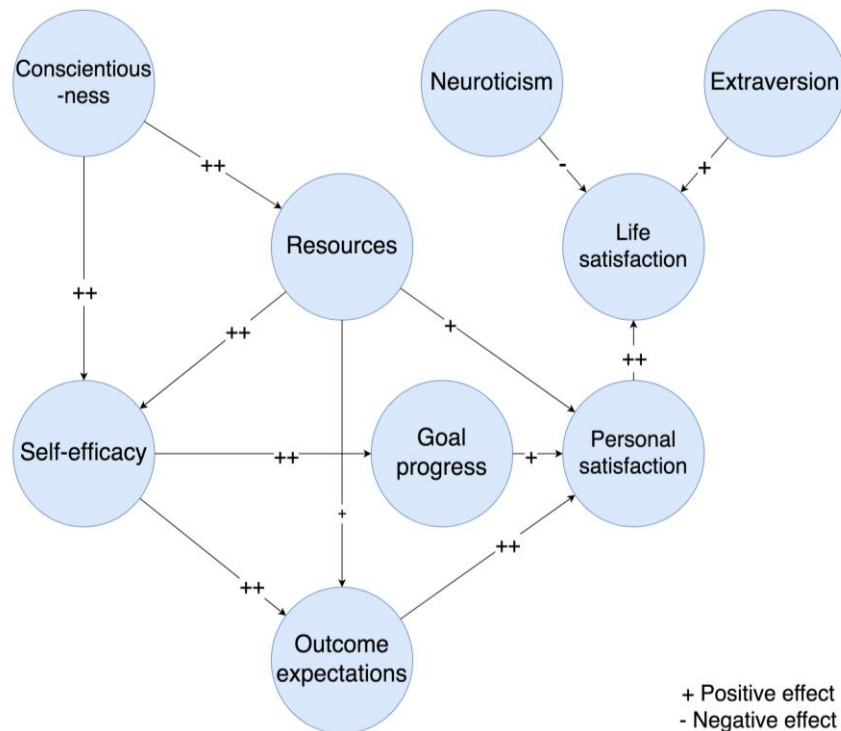 Conscientious
-ness
Neuroticism
Extraversion
++
-
+
Resources
Life
satisfaction
++
++
+
++
Self-efficacy
++
Goal
progress
+
Personal
satisfaction
+
++
++
Outcome
expectations
+ Positive effect
- Negative effect